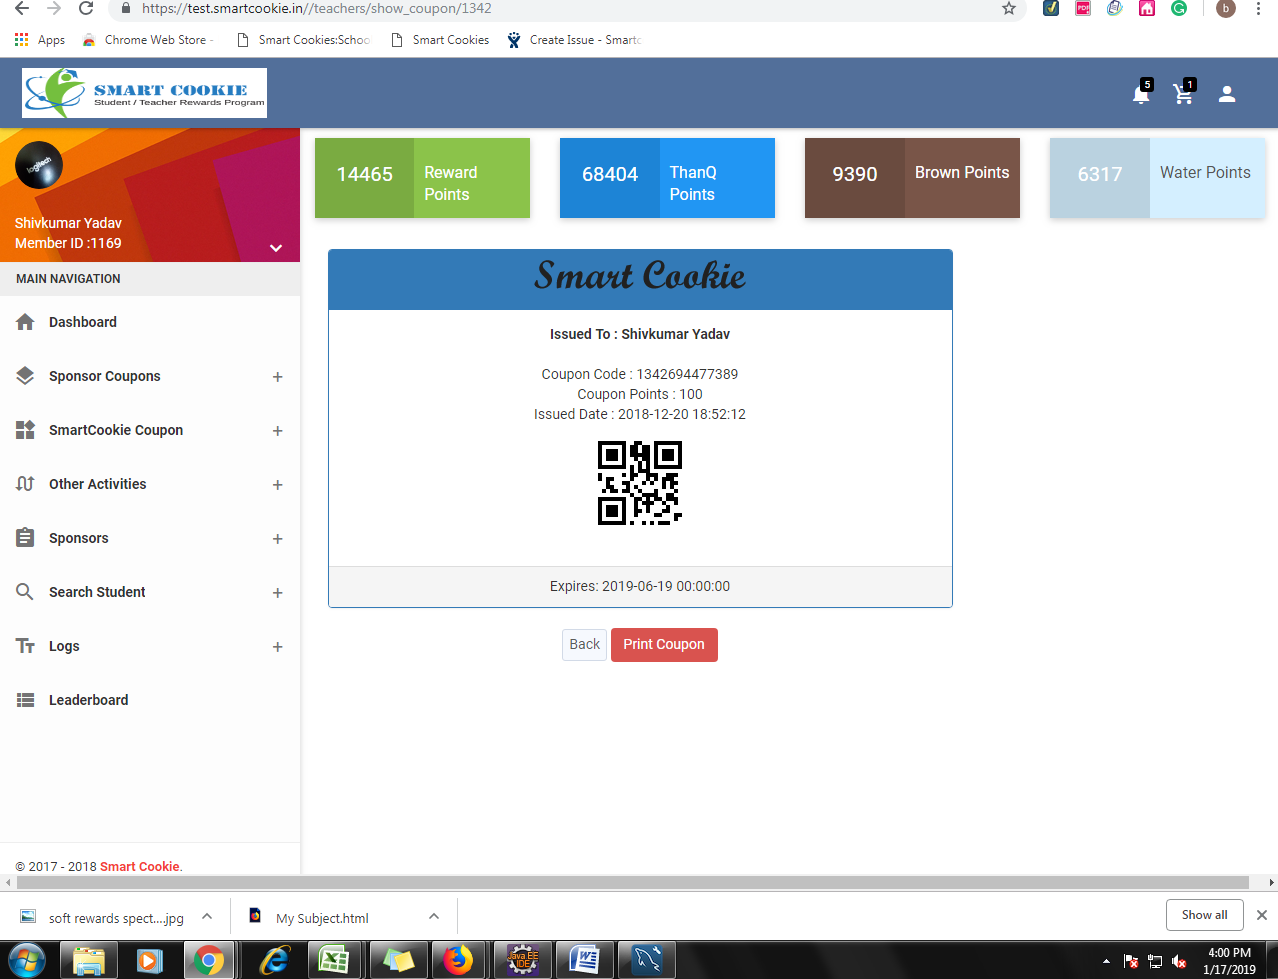 https://test.smartcookie.in//teachers/show_coupon/1342
b
Apps
Chrome Web Store -
Smart Cookies:Schoo
Smart Cookies
Create Issue - Smartc
SMART COOKIE
Student / Teacher Rewards Program
5
1
logitech
Shivkumar Yadav
Member ID :1169
14465
Reward
Points
68404
ThanQ
Points
9390
Brown Points
6317
Water Points
MAIN NAVIGATION
Dashboard
Sponsor Coupons +
SmartCookie Coupon +
Other Activities +
Sponsors +
Search Student +
Logs +
Leaderboard
Smart Cookie
Issued To : Shivkumar Yadav
Coupon Code : 1342694477389
Coupon Points : 100
Issued Date : 2018-12-20 18:52:12
Expires: 2019-06-19 00:00:00
Back
Print Coupon
© 2017 - 2018 Smart Cookie.
soft rewards spect....jpg
My Subject.html
Show all
Java EE
IDE
4:00 PM
1/17/2019